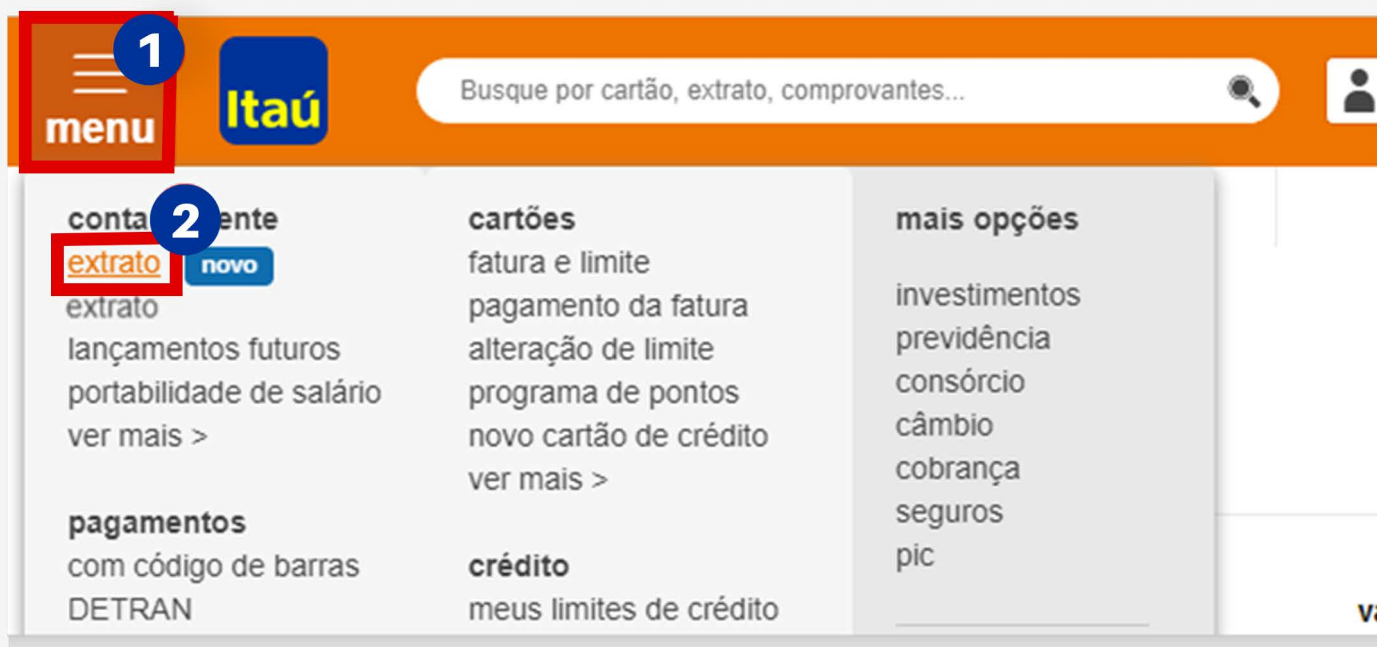 1
menu
Itaú
Busque por cartão, extrato, comprovantes...
conta 2 ente
extrato novo
extrato
lançamentos futuros
portabilidade de salário
ver mais >
pagamentos
com código de barras
DETRAN
cartões
fatura e limite
pagamento da fatura
alteração de limite
programa de pontos
novo cartão de crédito
ver mais >
crédito
meus limites de crédito
mais opções
investimentos
previdência
consórcio
câmbio
cobrança
seguros
pic